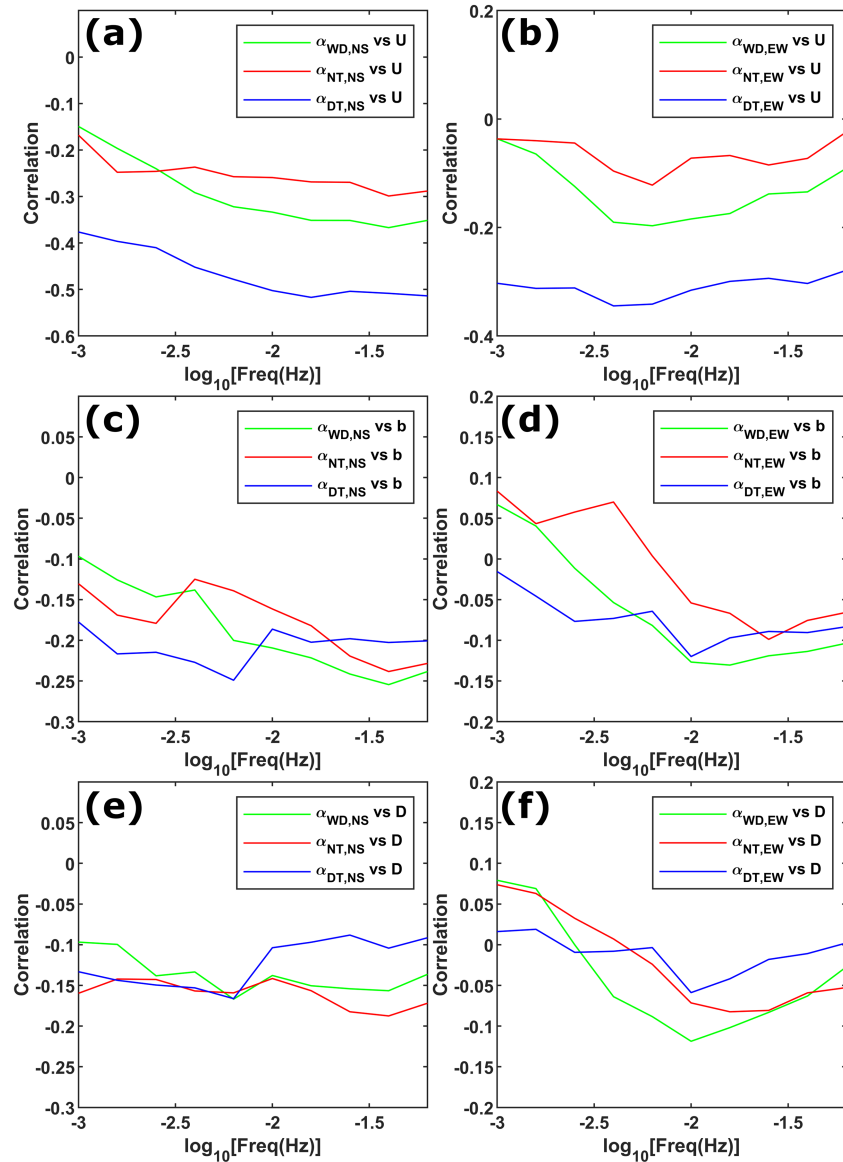 (a)
α_WD,NS vs U
α_NT,NS vs U
α_DT,NS vs U
0
-0.1
-0.2
-0.3
-0.4
-0.5
-0.6
Correlation
-3 -2.5 -2 -1.5
log10[Freq(Hz)]
(b)
α_WD,EW vs U
α_NT,EW vs U
α_DT,EW vs U
0.2
0
-0.2
-0.4
Correlation
-3 -2.5 -2 -1.5
log10[Freq(Hz)]
(c)
α_WD,NS vs b
α_NT,NS vs b
α_DT,NS vs b
0.05
0
-0.05
-0.1
-0.15
-0.2
-0.25
-0.3
Correlation
-3 -2.5 -2 -1.5
log10[Freq(Hz)]
(d)
α_WD,EW vs b
α_NT,EW vs b
α_DT,EW vs b
0.2
0.15
0.1
0.05
0
-0.05
-0.1
-0.15
-0.2
Correlation
-3 -2.5 -2 -1.5
log10[Freq(Hz)]
(e)
α_WD,NS vs D
α_NT,NS vs D
α_DT,NS vs D
0.05
0
-0.05
-0.1
-0.15
-0.2
-0.25
-0.3
Correlation
-3 -2.5 -2 -1.5
log10[Freq(Hz)]
(f)
α_WD,EW vs D
α_NT,EW vs D
α_DT,EW vs D
0.2
0.15
0.1
0.05
0
-0.05
0.1
0.15
-0.2
Correlation
-3 -2.5 -2 -1.5
log10[Freq(Hz)]